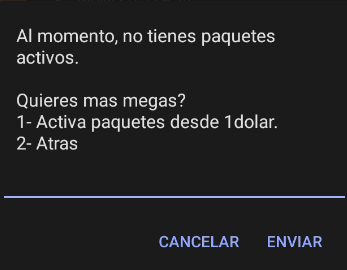 Al momento, no tienes paquetes
activos.
Quieres mas megas?
1- Activa paquetes desde 1dolar.
2- Atras
CANCELAR ENVIAR